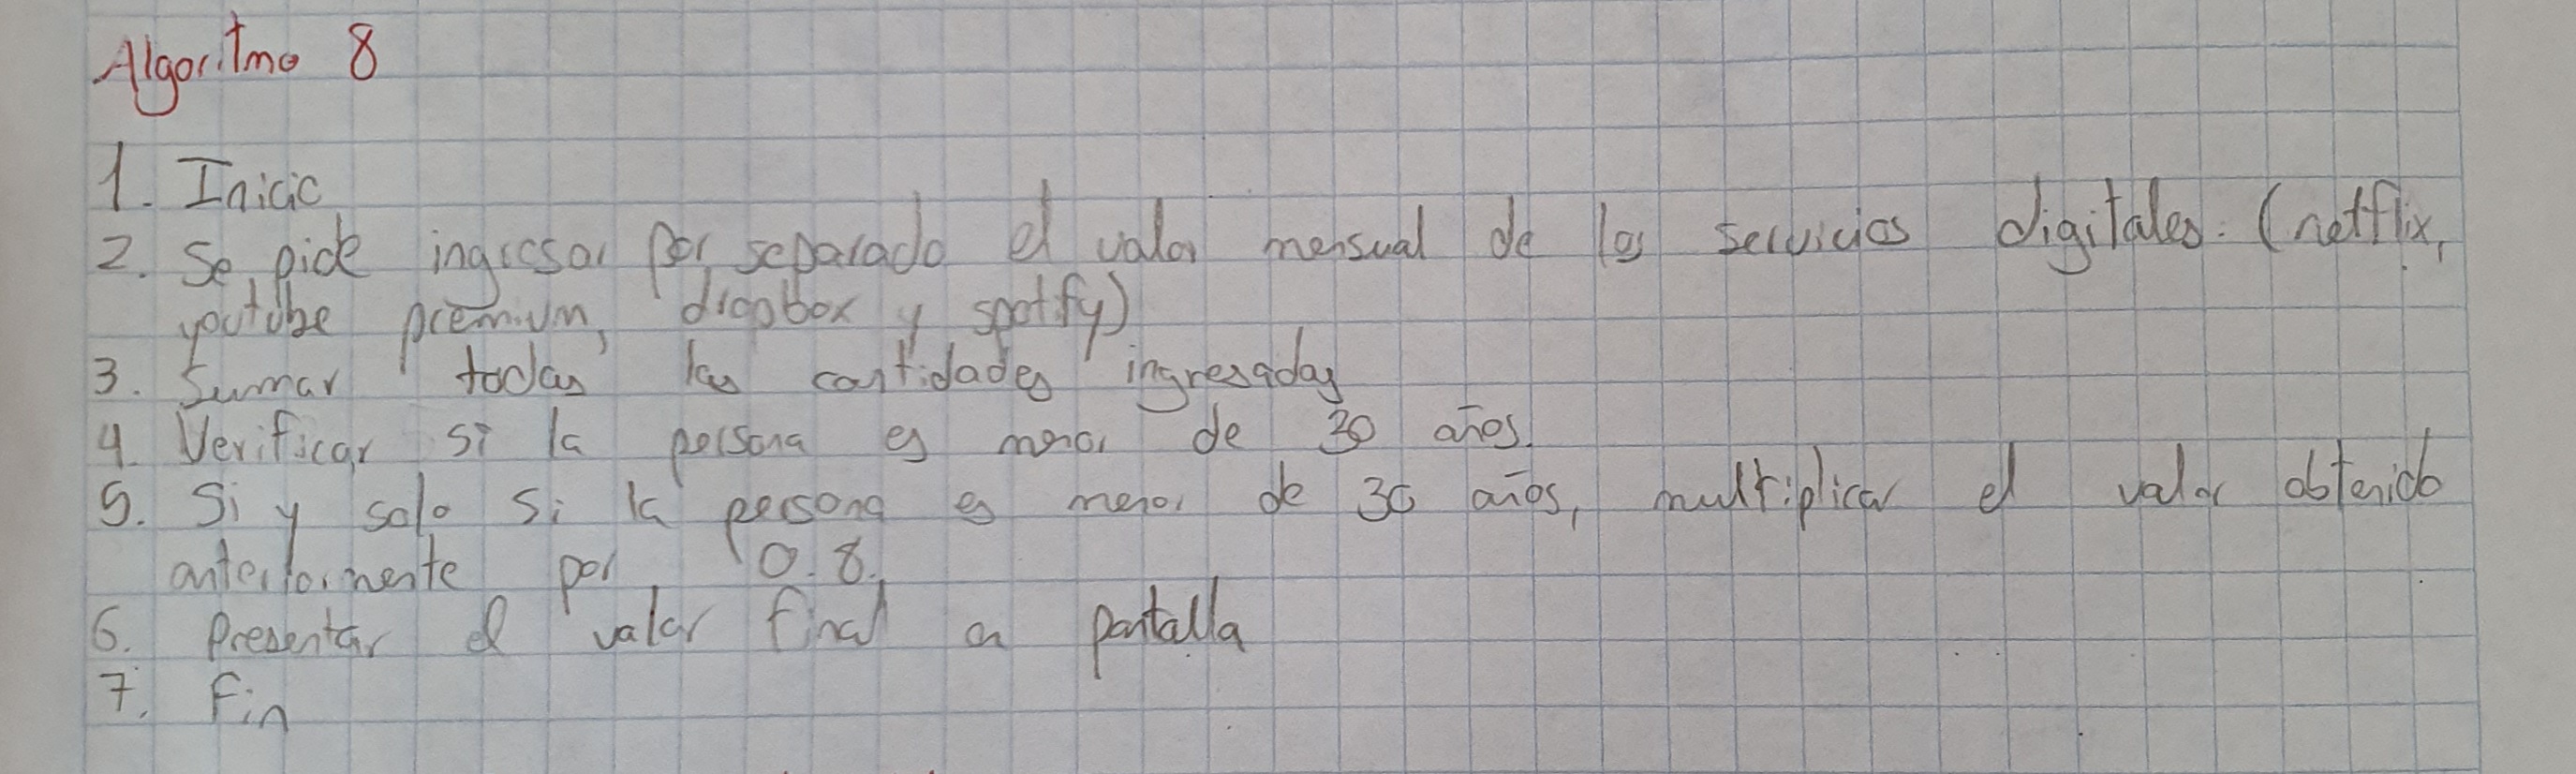 Algoritmo 8
1. Inicio
2. Se pide ingresar por separado el valor mensual de los servicios digitales. (netflix,
youtube premium, dropbox y spotify)
3. Sumar todas las cantidades ingresadas
4. Verificar si la persona es menor de 30 años.
5. Si y solo si la persona es menor de 30 años, multiplicar el valor obtenido
anteriormente por 0.8.
6. Presentar el valor final en pantalla
7. Fin